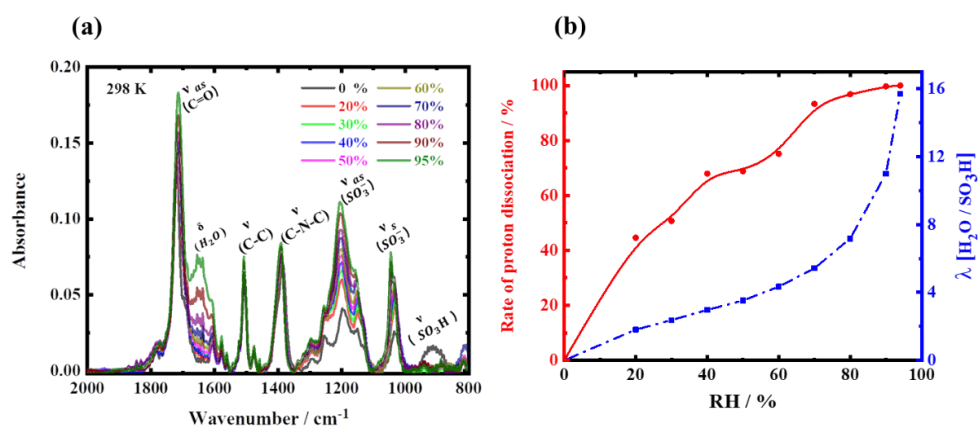 (a)
(b)
298 K
0 %
20%
30%
40%
50%
60%
70%
80%
90%
95%
ν as
(C=O)
δ
(H₂O)
ν
(C-C)
ν
(C-N-C)
ν as
(SO₃⁻)
ν s
(SO₃⁻)
ν
( SO₃H )
0.20
0.15
0.10
0.05
0.00
Absorbance
2000 1800 1600 1400 1200 1000 800
Wavenumber / cm⁻¹
100
80
60
40
20
0
Rate of proton dissociation / %
16
12
8
4
0
λ [H₂O / SO₃H]
0 20 40 60 80 100
RH / %